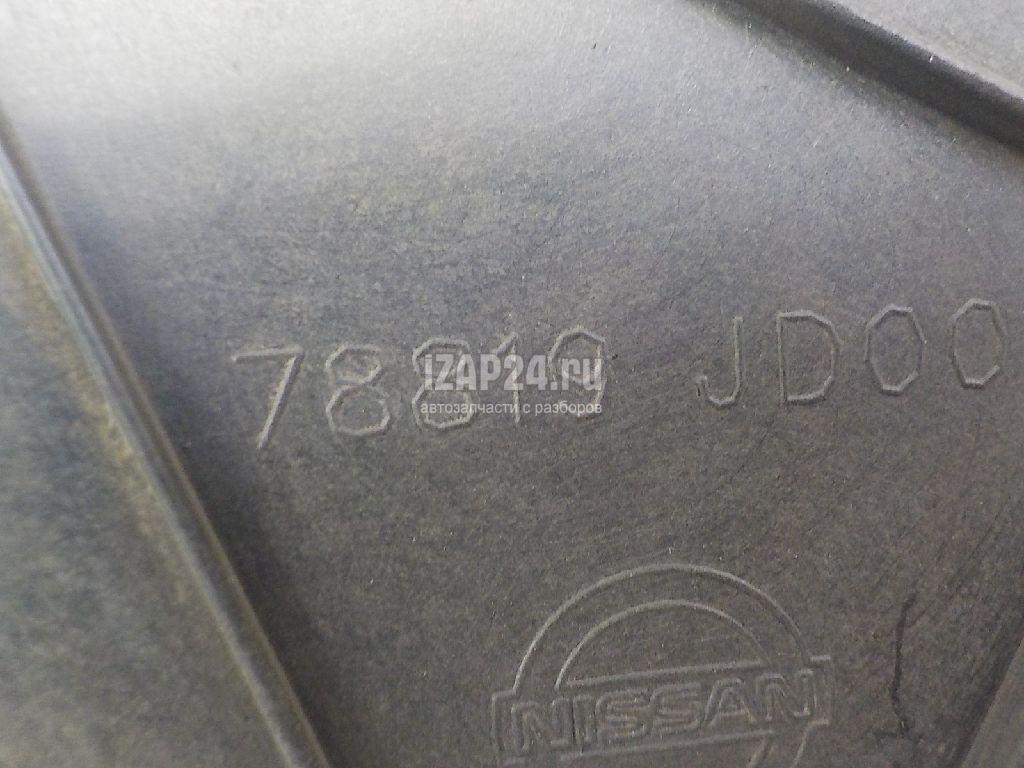 78819 JD00
iZAP24.ru
автозапчасти с разборов
NISSAN